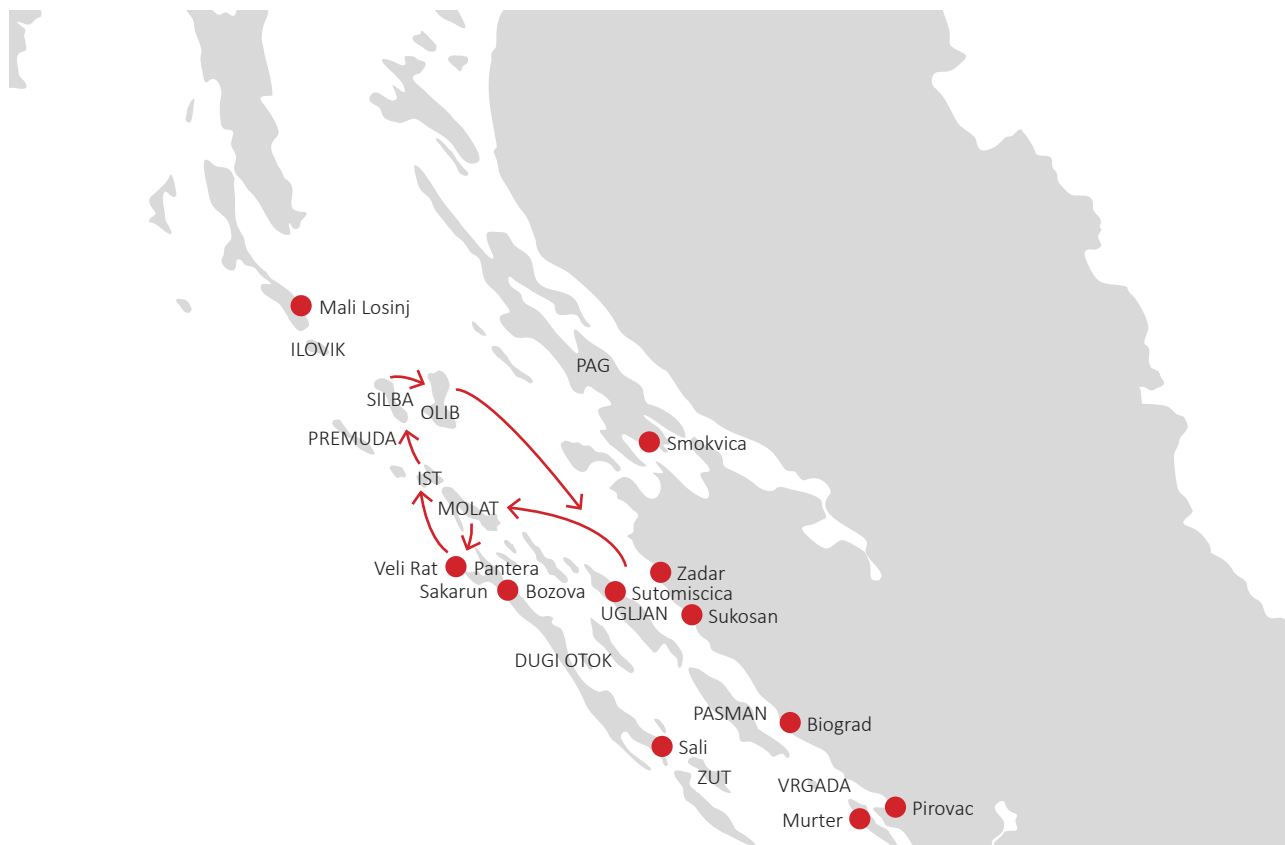 Mali Losinj
ILOVIK
PAG
SILBA
OLIB
PREMUDA
Smokvica
IST
MOLAT
Veli Rat
Pantera
Zadar
Sakarun
Bozova
Sutomiscica
UGLJAN
Sukosan
DUGI OTOK
PASMAN
Biograd
Sali
ZUT
VRGADA
Pirovac
Murter